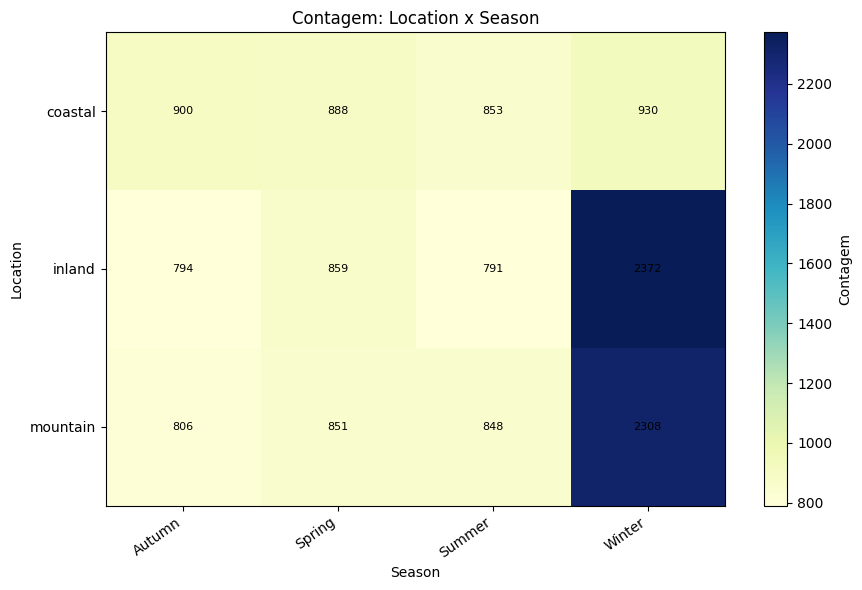 Contagem: Location x Season
coastal 900 888 853 930
inland 794 859 791 2372
mountain 806 851 848 2308
Autumn Spring Summer Winter
Season
Location
2200
2000
1800
1600
1400
1200
1000
800
Contagem